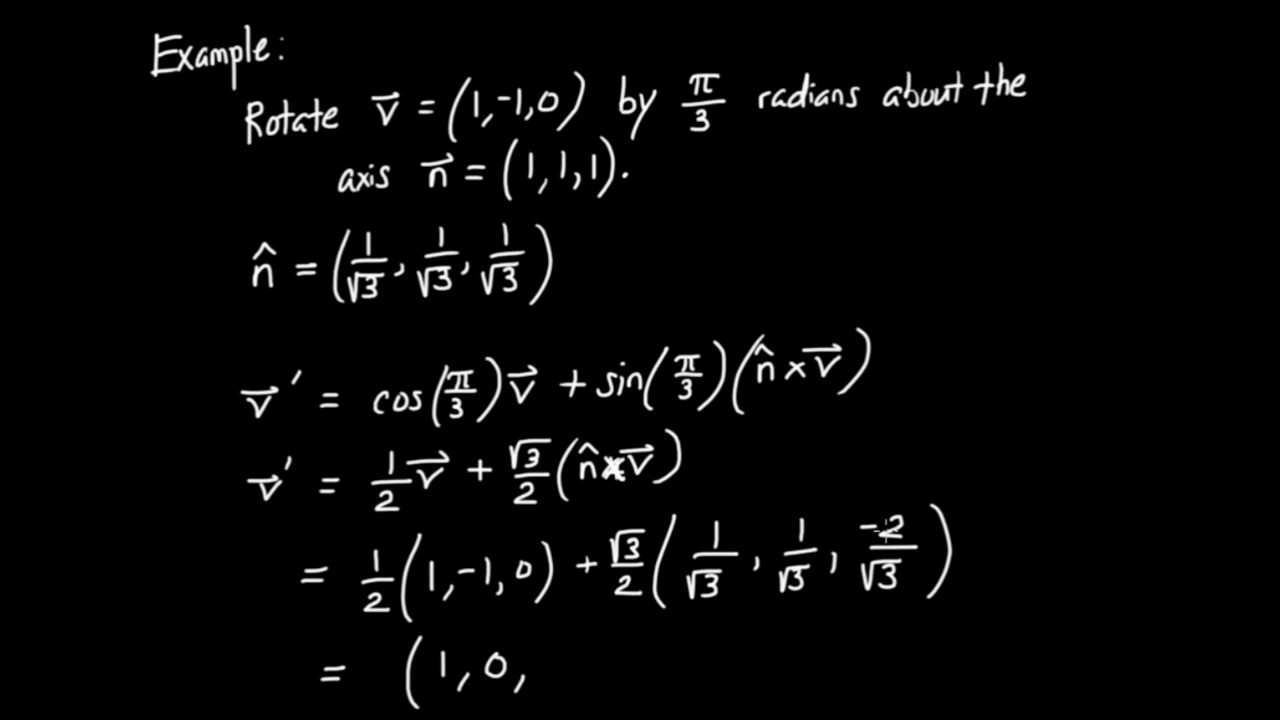 Example:
Rotate v⃗ = (1,-1,0) by π/3 radians about the
axis n⃗ = (1,1,1).
n̂ = (1/√3, 1/√3, 1/√3)
v⃗′ = cos(π/3)v⃗ + sin(π/3)(n̂×v⃗)
v⃗′ = 1/2 v⃗ + √3/2 (n̂×v⃗)
= 1/2 (1,-1,0) + √3/2 (1/√3, 1/√3, -2/√3)
= (1, 0,